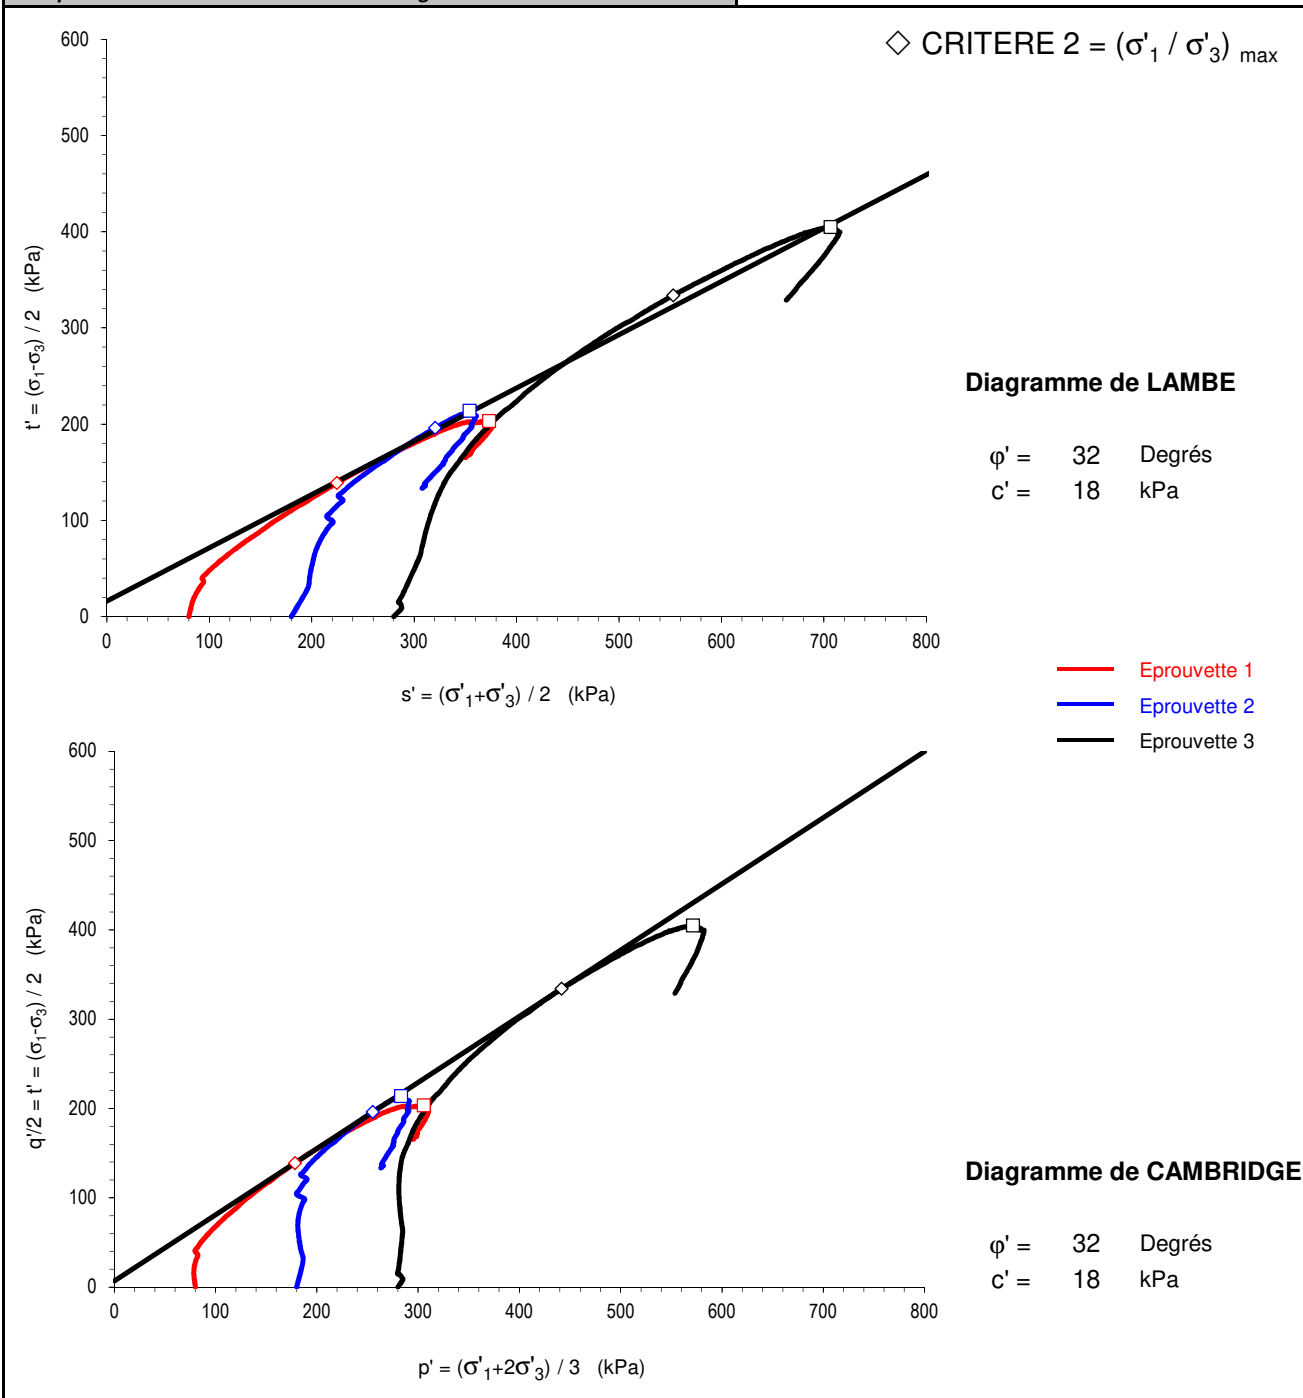 ◇ CRITERE 2 = (σ'1 / σ'3) max
600
500
400
300
200
100
0
0 100 200 300 400 500 600 700 800
t' = (σ1-σ3) / 2 (kPa)
s' = (σ'1+σ'3) / 2 (kPa)
Diagramme de LAMBE
φ' = 32 Degrés
c' = 18 kPa
Eprouvette 1
Eprouvette 2
Eprouvette 3
600
500
400
300
200
100
0
0 100 200 300 400 500 600 700 800
q'/2 = t' = (σ1-σ3) / 2 (kPa)
p' = (σ'1+2σ'3) / 3 (kPa)
Diagramme de CAMBRIDGE
φ' = 32 Degrés
c' = 18 kPa